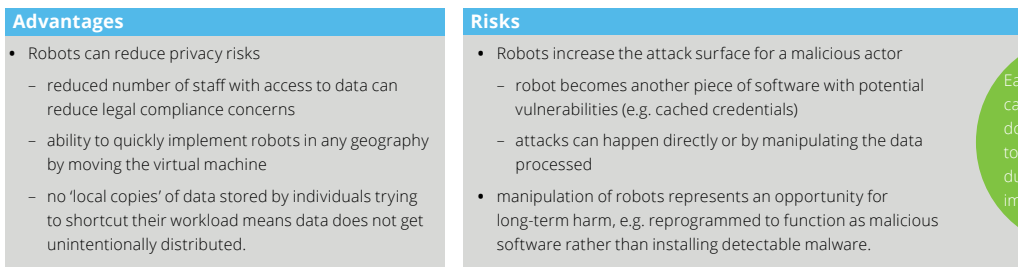 Advantages
• Robots can reduce privacy risks
– reduced number of staff with access to data can
reduce legal compliance concerns
– ability to quickly implement robots in any geography
by moving the virtual machine
– no ‘local copies’ of data stored by individuals trying
to shortcut their workload means data does not get
unintentionally distributed.
Risks
• Robots increase the attack surface for a malicious actor
– robot becomes another piece of software with potential
vulnerabilities (e.g. cached credentials)
– attacks can happen directly or by manipulating the data
processed
• manipulation of robots represents an opportunity for
long-term harm, e.g. reprogrammed to function as malicious
software rather than installing detectable malware.